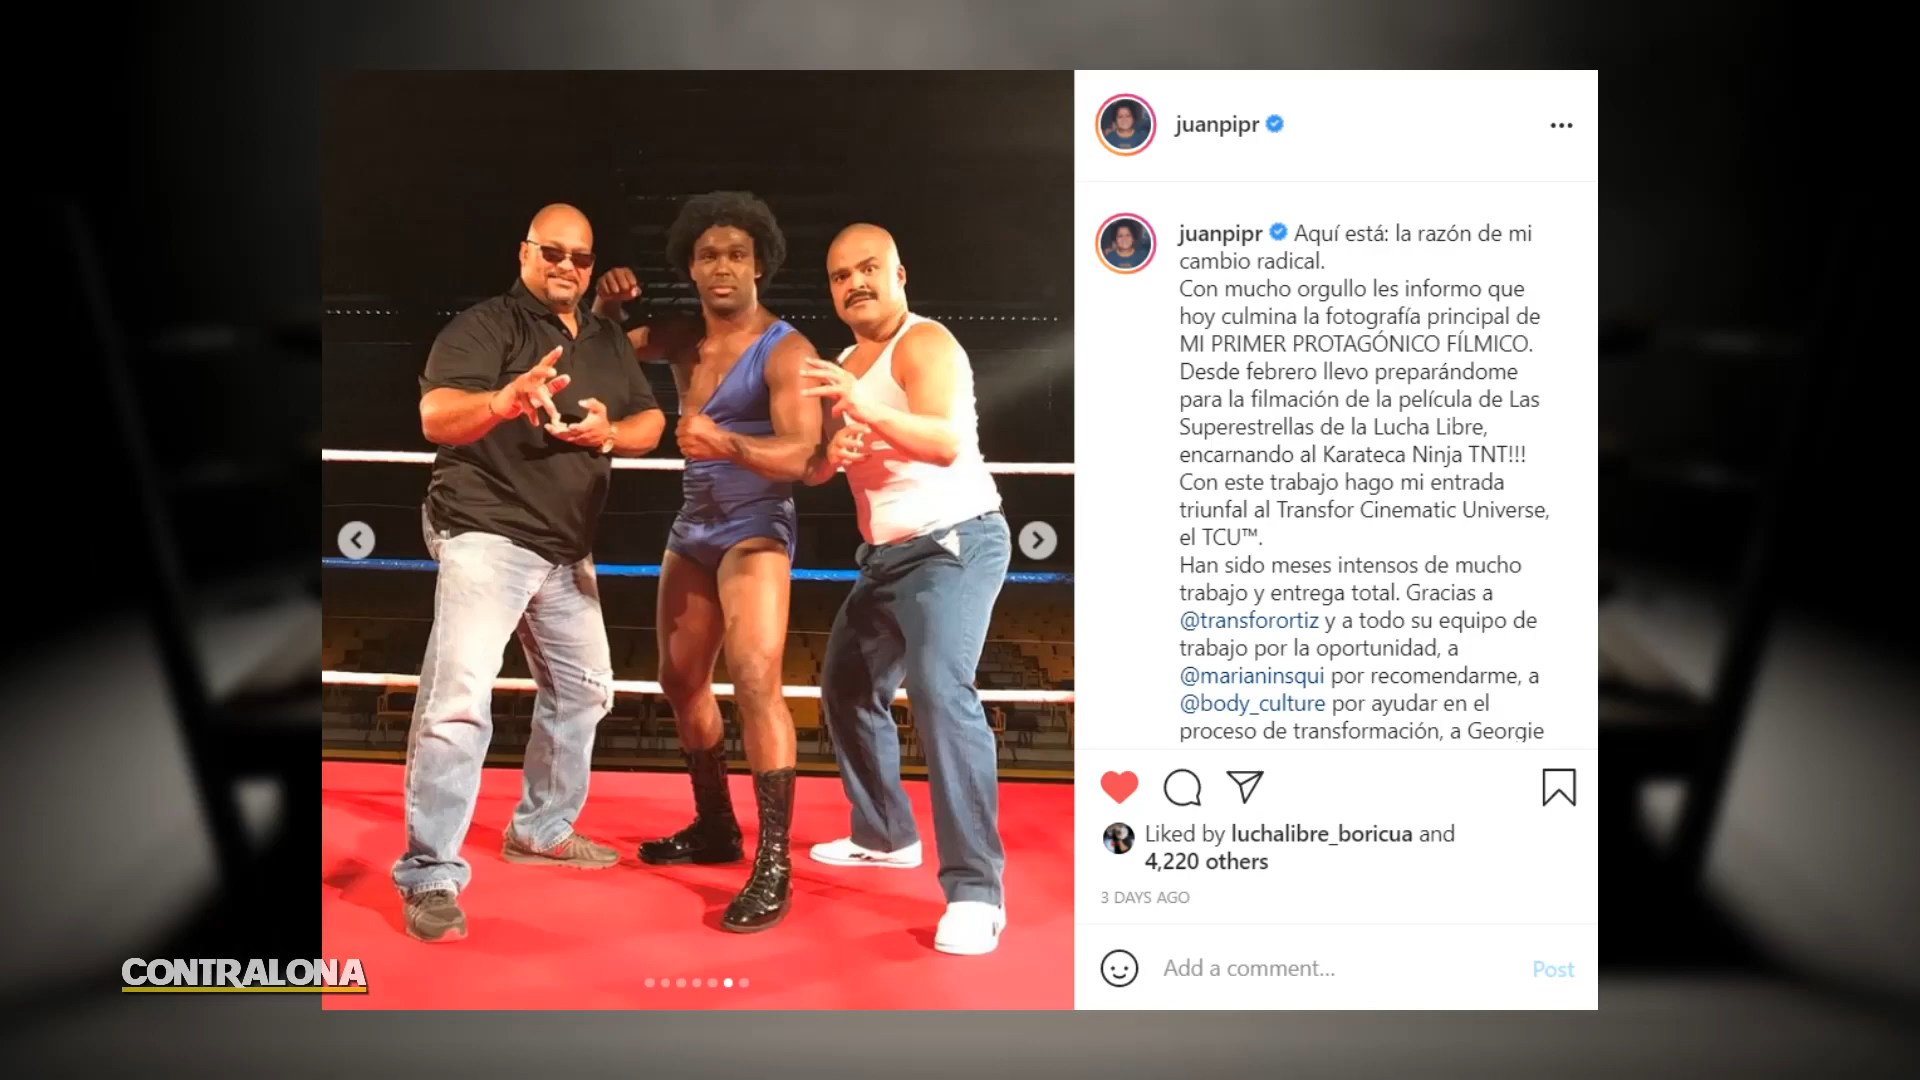 juanpipr
juanpipr Aquí está: la razón de mi
cambio radical.
Con mucho orgullo les informo que
hoy culmina la fotografía principal de
MI PRIMER PROTAGÓNICO FÍLMICO.
Desde febrero llevo preparándome
para la filmación de la película de Las
Superestrellas de la Lucha Libre,
encarnando al Karateca Ninja TNT!!!
Con este trabajo hago mi entrada
triunfal al Transfor Cinematic Universe,
el TCU™.
Han sido meses intensos de mucho
trabajo y entrega total. Gracias a
@transforortiz y a todo su equipo de
trabajo por la oportunidad, a
@marianinsqui por recomendarme, a
@body_culture por ayudar en el
proceso de transformación, a Georgie
Liked by luchalibre_boricua and
4,220 others
3 DAYS AGO
Add a comment... Post
CONTRALONA